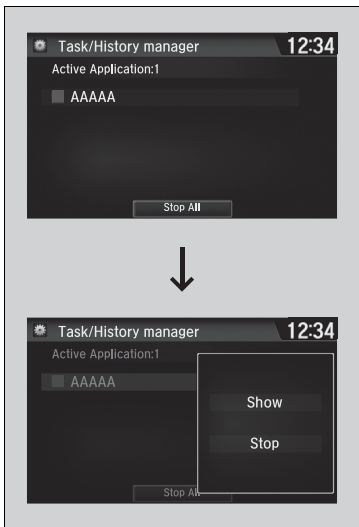 Task/History manager 12:34
Active Application:1
AAAAA
Stop All
Task/History manager 12:34
Active Application:1
AAAAA
Show
Stop
Stop All